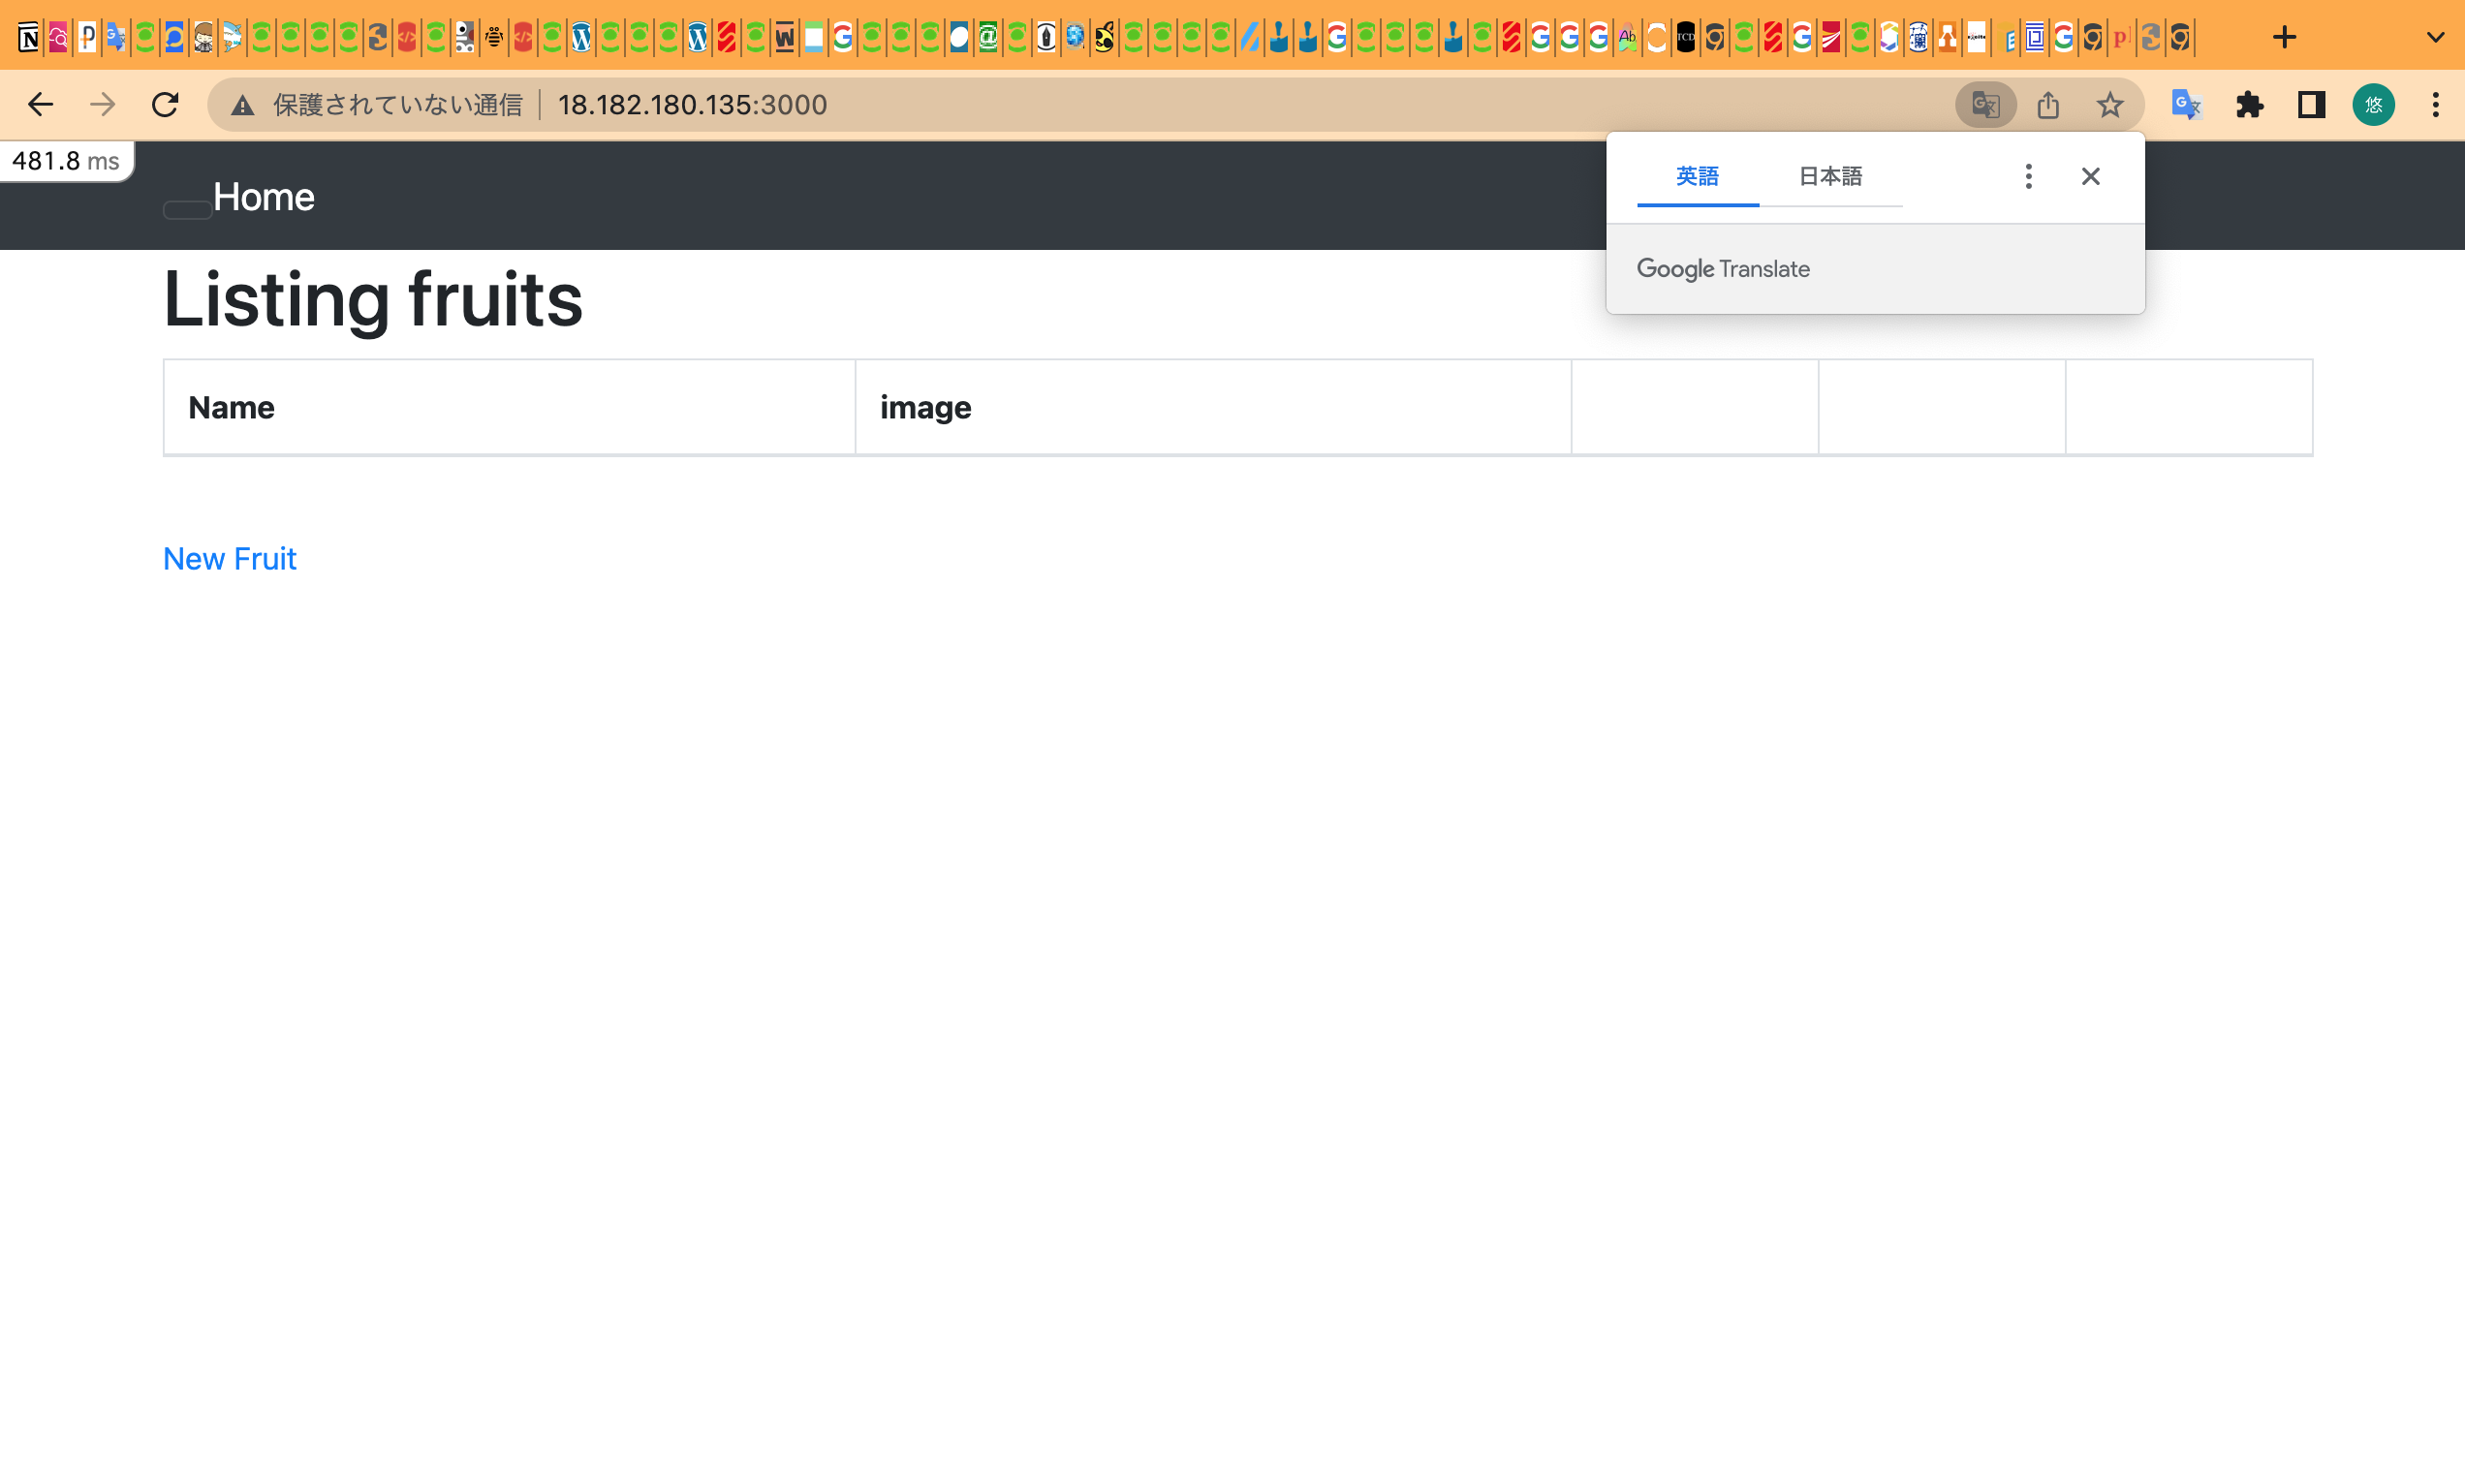 保護されていない通信 18.182.180.135:3000
英語 日本語
Google Translate
悠
481.8 ms
Home
Listing fruits
Name image
New Fruit